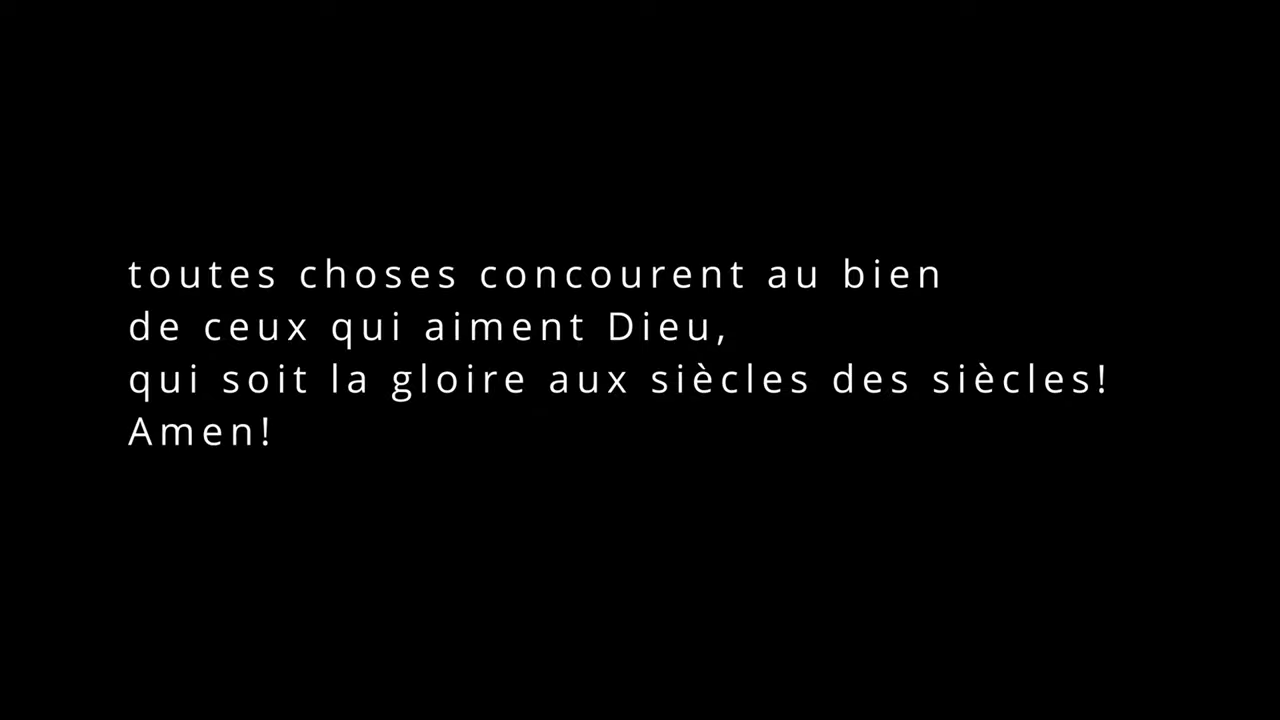 toutes choses concourent au bien
de ceux qui aiment Dieu,
qui soit la gloire aux siècles des siècles!
Amen!